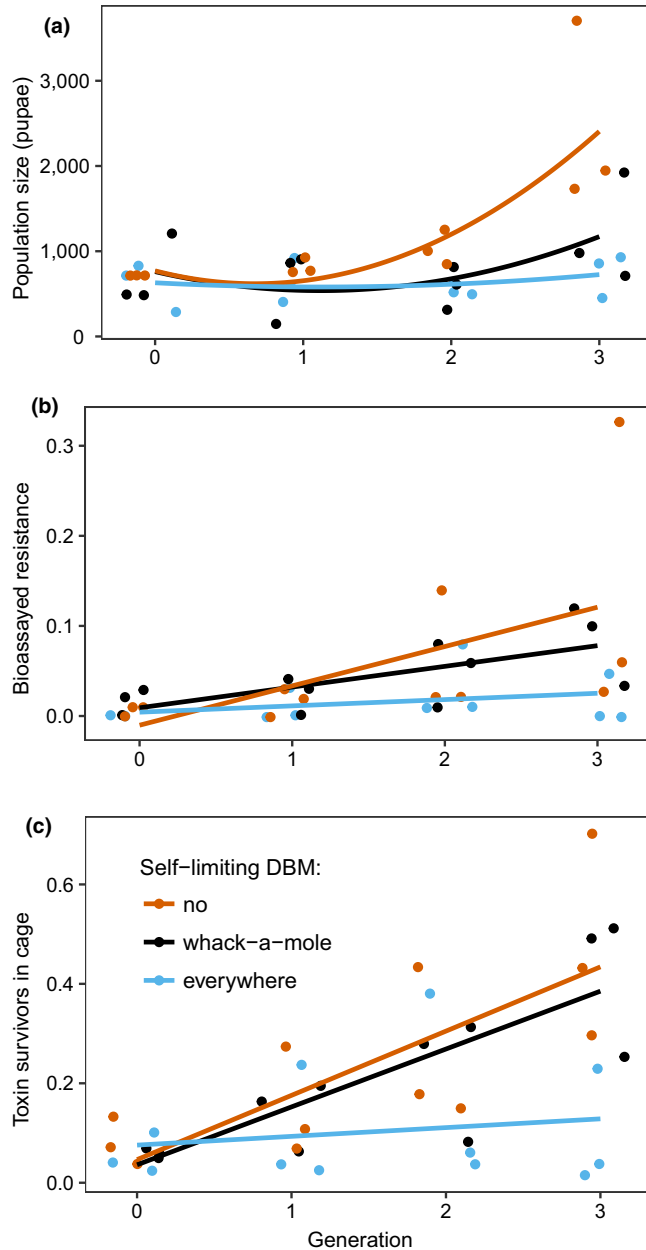 (a)
Population size (pupae)
3,000
2,000
1,000
0
0 1 2 3
(b)
Bioassayed resistance
0.3
0.2
0.1
0.0
0 1 2 3
(c)
Toxin survivors in cage
0.6
0.4
0.2
0.0
Self−limiting DBM:
no
whack−a−mole
everywhere
0 1 2 3
Generation